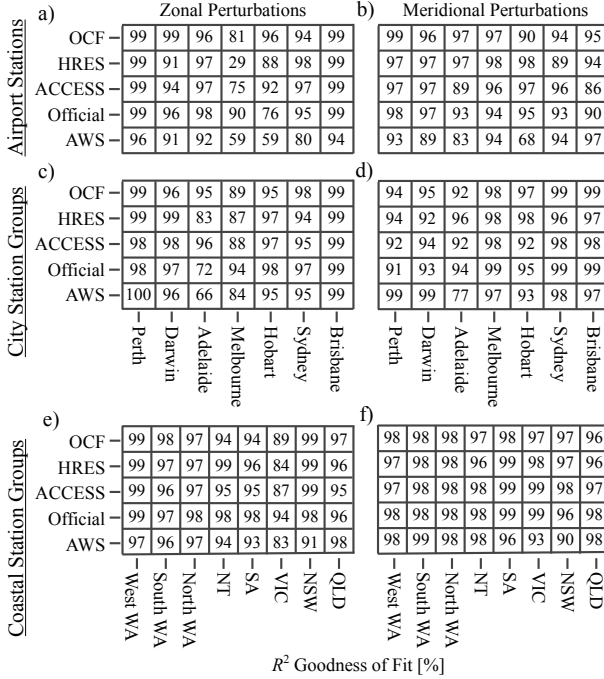 Zonal Perturbations
Meridional Perturbations
Airport Stations
a)
OCF 99 99 96 81 96 94 99
HRES 99 91 97 29 88 98 99
ACCESS 99 94 97 75 92 97 99
Official 99 96 98 90 76 95 99
AWS 96 91 92 59 59 80 94
b)
99 96 97 97 90 94 95
97 97 97 98 98 89 94
97 97 89 96 97 96 86
98 97 93 94 95 93 90
93 89 83 94 68 94 97
City Station Groups
c)
OCF 99 96 95 89 95 98 99
HRES 99 99 83 87 97 94 99
ACCESS 98 98 96 88 97 95 99
Official 98 97 72 94 98 97 99
AWS 100 96 66 84 95 95 99
Perth Darwin Adelaide Melbourne Hobart Sydney Brisbane
d)
94 95 92 98 97 99 99
94 92 96 98 98 96 97
92 94 92 98 92 98 98
91 93 94 99 95 99 99
99 99 77 97 93 98 97
Perth Darwin Adelaide Melbourne Hobart Sydney Brisbane
Coastal Station Groups
e)
OCF 99 98 97 94 94 89 99 97
HRES 99 97 97 99 96 84 99 96
ACCESS 99 96 97 95 95 87 99 95
Official 99 97 98 98 98 94 98 96
AWS 97 96 97 94 93 83 91 98
West WA South WA North WA NT SA VIC NSW QLD
f)
98 98 98 97 98 97 97 96
97 98 98 96 99 98 97 96
97 98 98 98 99 99 98 97
98 98 98 98 99 99 96 98
98 99 98 98 96 93 90 98
West WA South WA North WA NT SA VIC NSW QLD
R² Goodness of Fit [%]